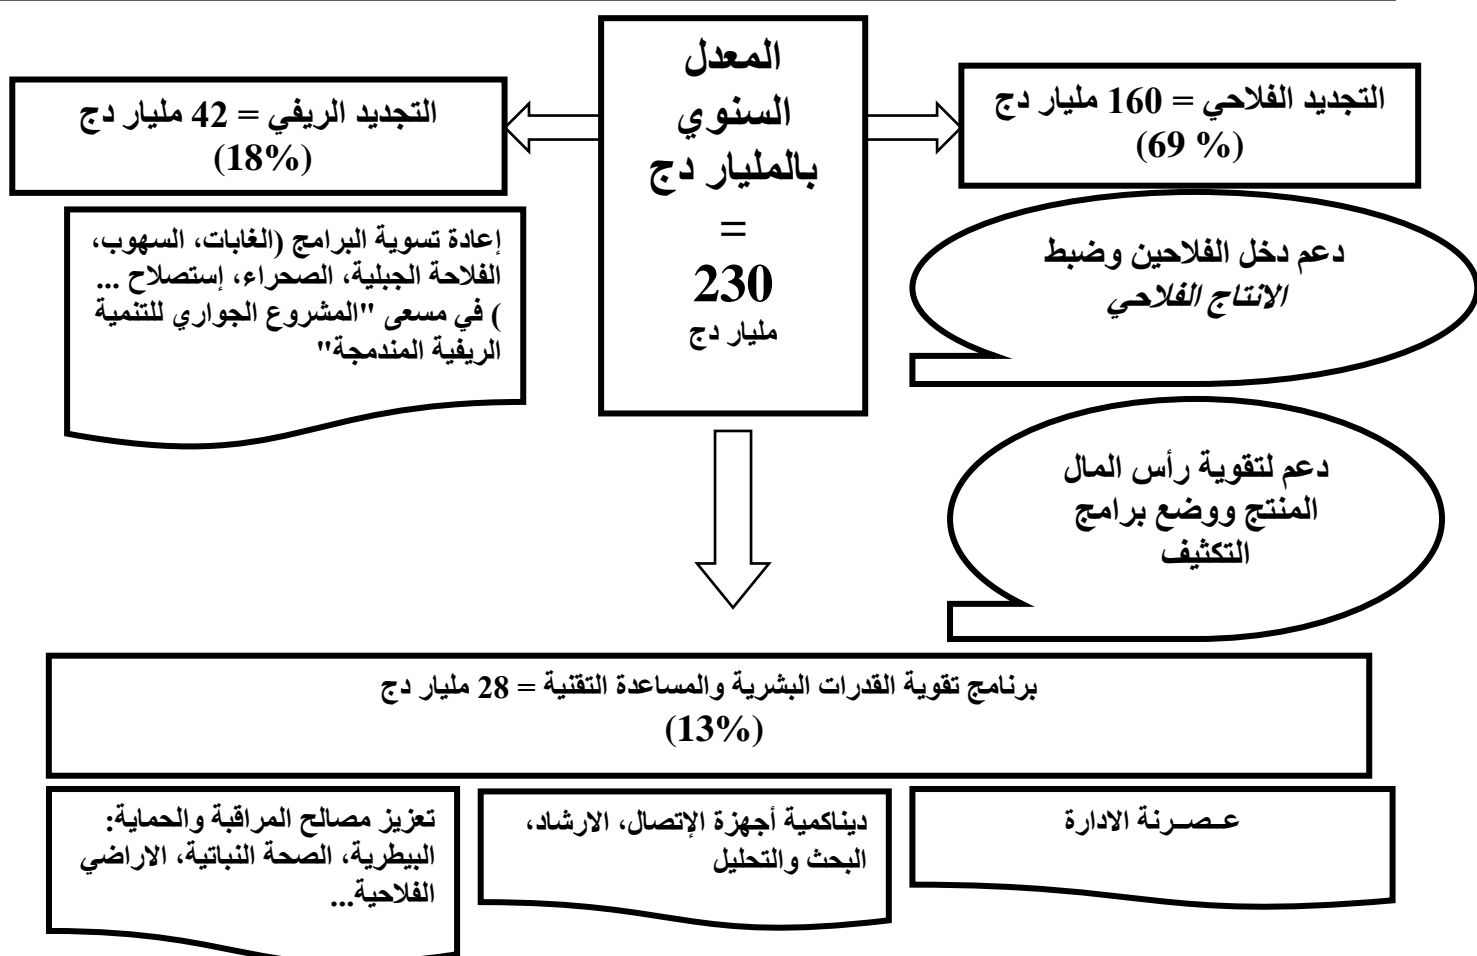 المعدل
السنوي
بالمليار دج
=
230
مليار دج
التجديد الفلاحي = 160 مليار دج
(69 %)
التجديد الريفي = 42 مليار دج
(18%)
دعم دخل الفلاحين وضبط
الانتاج الفلاحي
إعادة تسوية البرامج (الغابات، السهوب،
الفلاحة الجبلية، الصحراء، إستصلاح ...
) في مسعى "المشروع الجواري للتنمية
الريفية المندمجة"
دعم لتقوية رأس المال
المنتج ووضع برامج
التكثيف
برنامج تقوية القدرات البشرية والمساعدة التقنية = 28 مليار دج
(13%)
عـصـرنة الادارة
ديناكمية أجهزة الإتصال، الارشاد،
البحث والتحليل
تعزيز مصالح المراقبة والحماية:
البيطرية، الصحة النباتية، الاراضي
الفلاحية...